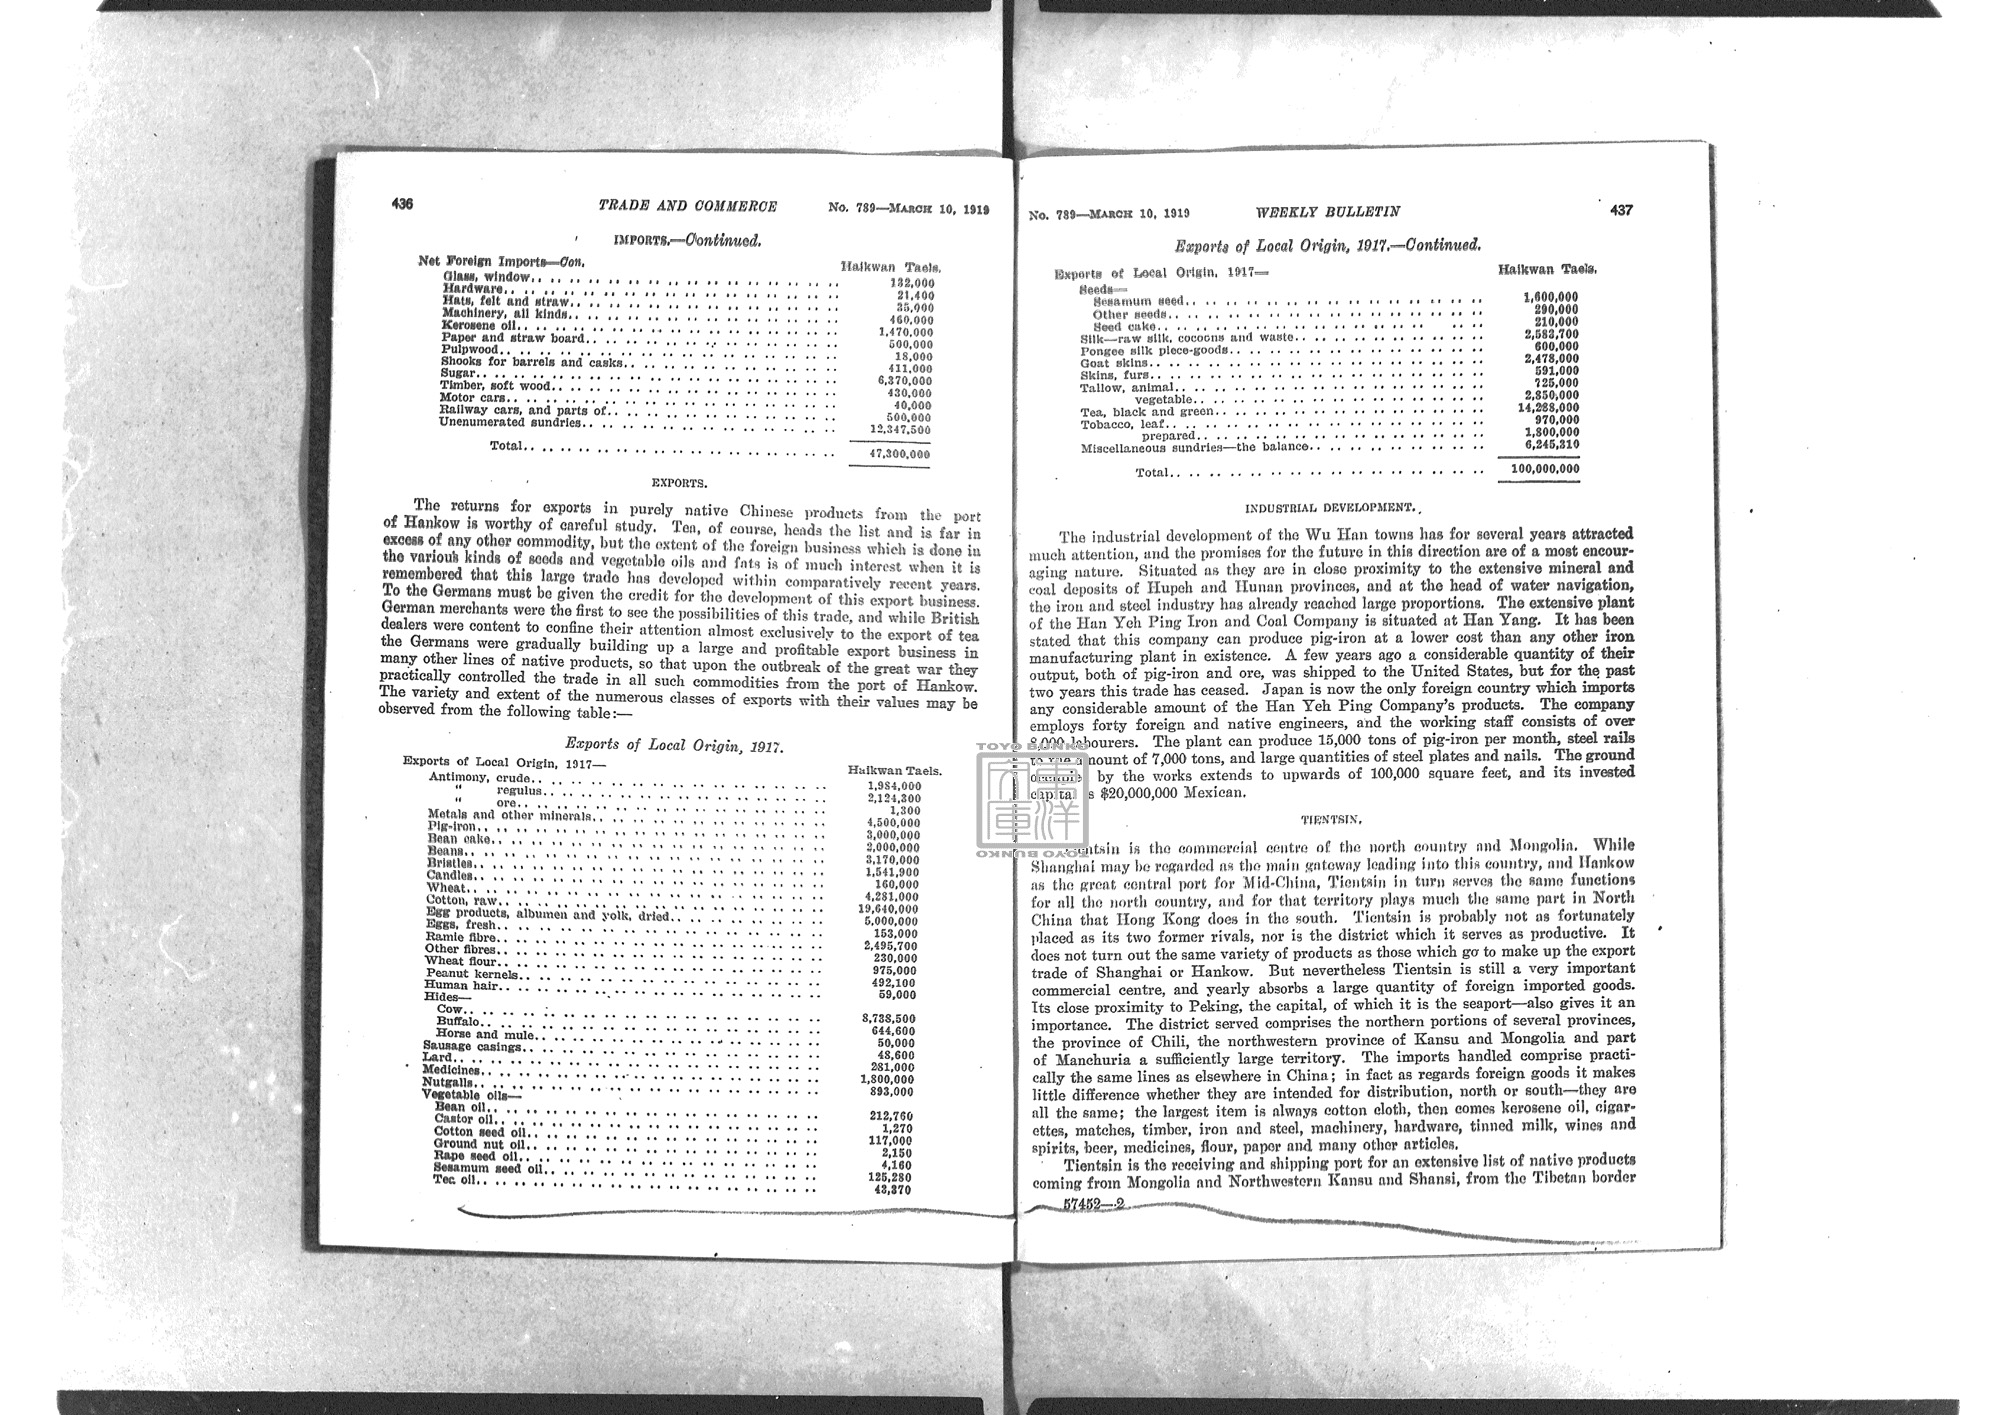 436 TRADE AND COMMERCE No. 789—MARCH 10, 1919
IMPORTS.—Continued.
Net Foreign Imports—Con. Haikwan Taels.
Glass, window.. 132,000
Hardware.. 21,400
Hats, felt and straw.. 35,000
Machinery, all kinds.. 460,000
Kerosene oil.. 1,470,000
Paper and straw board.. 500,000
Pulpwood.. 18,000
Shooks for barrels and casks.. 411,000
Sugar.. 6,370,000
Timber, soft wood.. 430,000
Motor cars.. 40,000
Railway cars, and parts of.. 500,000
Unenumerated sundries.. 12,347,500
Total.. 47,300,000
EXPORTS.
The returns for exports in purely native Chinese products from the port
of Hankow is worthy of careful study. Tea, of course, heads the list and is far in
excess of any other commodity, but the extent of the foreign business which is done in
the various kinds of seeds and vegetable oils and fats is of much interest when it is
remembered that this large trade has developed within comparatively recent years.
To the Germans must be given the credit for the development of this export business.
German merchants were the first to see the possibilities of this trade, and while British
dealers were content to confine their attention almost exclusively to the export of tea
the Germans were gradually building up a large and profitable export business in
many other lines of native products, so that upon the outbreak of the great war they
practically controlled the trade in all such commodities from the port of Hankow.
The variety and extent of the numerous classes of exports with their values may be
observed from the following table:—
Exports of Local Origin, 1917.
Exports of Local Origin, 1917— Haikwan Taels.
Antimony, crude.. 1,984,000
" regulus.. 2,124,300
" ore.. 1,300
Metals and other minerals.. 4,500,000
Pig-iron.. 3,000,000
Bean cake.. 2,000,000
Beans.. 3,170,000
Bristles.. 1,541,900
Candles.. 160,000
Wheat.. 4,281,000
Cotton, raw.. 19,640,000
Egg products, albumen and yolk, dried.. 5,000,000
Eggs, fresh.. 153,000
Ramie fibre.. 2,495,700
Other fibres.. 230,000
Wheat flour.. 975,000
Peanut kernels.. 492,100
Human hair.. 59,000
Hides—
Cow.. 8,738,500
Buffalo.. 644,600
Horse and mule.. 50,000
Sausage casings.. 48,600
Lard.. 281,000
Medicines.. 1,800,000
Nutgalls.. 893,000
Vegetable oils—
Bean oil.. 212,760
Castor oil.. 1,270
Cotton seed oil.. 117,000
Ground nut oil.. 2,150
Rape seed oil.. 4,160
Sesamum seed oil.. 125,280
Tea oil.. 43,370
No. 789—MARCH 10, 1919 WEEKLY BULLETIN 437
Exports of Local Origin, 1917.—Continued.
Exports of Local Origin, 1917— Haikwan Taels.
Seeds—
Sesamum seed.. 1,600,000
Other seeds.. 290,000
Seed cake.. 210,000
Silk—raw silk, cocoons and waste.. 2,583,700
Pongee silk piece-goods.. 600,000
Goat skins.. 2,478,000
Skins, furs.. 591,000
Tallow, animal.. 725,000
vegetable.. 2,850,000
Tea, black and green.. 14,288,000
Tobacco, leaf.. 970,000
prepared.. 1,800,000
Miscellaneous sundries—the balance.. 6,245,310
Total.. 100,000,000
INDUSTRIAL DEVELOPMENT.
The industrial development of the Wu Han towns has for several years attracted
much attention, and the promises for the future in this direction are of a most encour-
aging nature. Situated as they are in close proximity to the extensive mineral and
coal deposits of Hupeh and Hunan provinces, and at the head of water navigation,
the iron and steel industry has already reached large proportions. The extensive plant
of the Han Yeh Ping Iron and Coal Company is situated at Han Yang. It has been
stated that this company can produce pig-iron at a lower cost than any other iron
manufacturing plant in existence. A few years ago a considerable quantity of their
output, both of pig-iron and ore, was shipped to the United States, but for the past
two years this trade has ceased. Japan is now the only foreign country which imports
any considerable amount of the Han Yeh Ping Company's products. The company
employs forty foreign and native engineers, and the working staff consists of over
labourers. The plant can produce 15,000 tons of pig-iron per month, steel rails
to the amount of 7,000 tons, and large quantities of steel plates and nails. The ground
by the works extends to upwards of 100,000 square feet, and its invested
capital is $20,000,000 Mexican.
TIENTSIN.
Tientsin is the commercial centre of the north country and Mongolia. While
Shanghai may be regarded as the main gateway leading into this country, and Hankow
as the great central port for Mid-China, Tientsin in turn serves the same functions
for all the north country, and for that territory plays much the same part in North
China that Hong Kong does in the south. Tientsin is probably not as fortunately
placed as its two former rivals, nor is the district which it serves as productive. It
does not turn out the same variety of products as those which go to make up the export
trade of Shanghai or Hankow. But nevertheless Tientsin is still a very important
commercial centre, and yearly absorbs a large quantity of foreign imported goods.
Its close proximity to Peking, the capital, of which it is the seaport—also gives it an
importance. The district served comprises the northern portions of several provinces,
the province of Chili, the northwestern province of Kansu and Mongolia and part
of Manchuria a sufficiently large territory. The imports handled comprise practi-
cally the same lines as elsewhere in China; in fact as regards foreign goods it makes
little difference whether they are intended for distribution, north or south—they are
all the same; the largest item is always cotton cloth, then comes kerosene oil, cigar-
ettes, matches, timber, iron and steel, machinery, hardware, tinned milk, wines and
spirits, beer, medicines, flour, paper and many other articles.
Tientsin is the receiving and shipping port for an extensive list of native products
coming from Mongolia and Northwestern Kansu and Shansi, from the Tibetan border
57452—2
TOYO BUNKO
東洋文庫
TOYO BUNKO